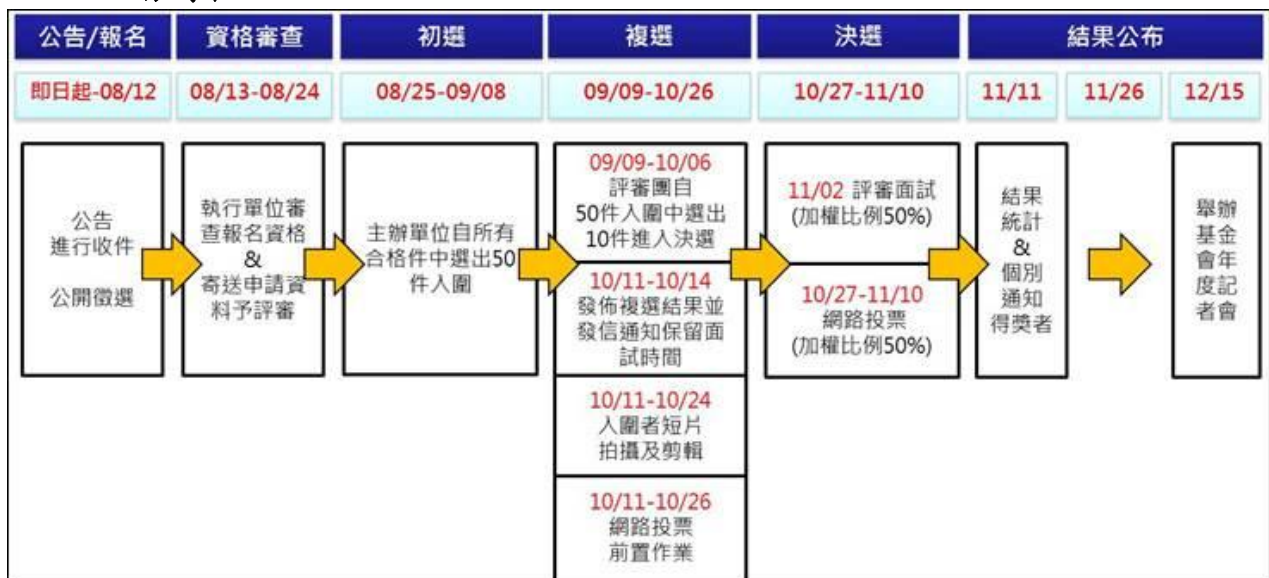 公告/報名
資格審查
初選
複選
決選
結果公布
即日起-08/12
08/13-08/24
08/25-09/08
09/09-10/26
10/27-11/10
11/11
11/26
12/15
公告
進行收件
公開徵選
執行單位審
查報名資格
&
寄送申請資
料予評審
主辦單位自所有
合格件中選出50
件入圍
09/09-10/06
評審團自
50件入圍中選出
10件進入決選
10/11-10/14
發佈複選結果並
發信通知保留面
試時間
10/11-10/24
入圍者短片
拍攝及剪輯
10/11-10/26
網路投票
前置作業
11/02 評審面試
(加權比例50%)
10/27-11/10
網路投票
(加權比例50%)
結果
統計
&
個別
通知
得獎者
舉辦
基金
會年
度記
者會